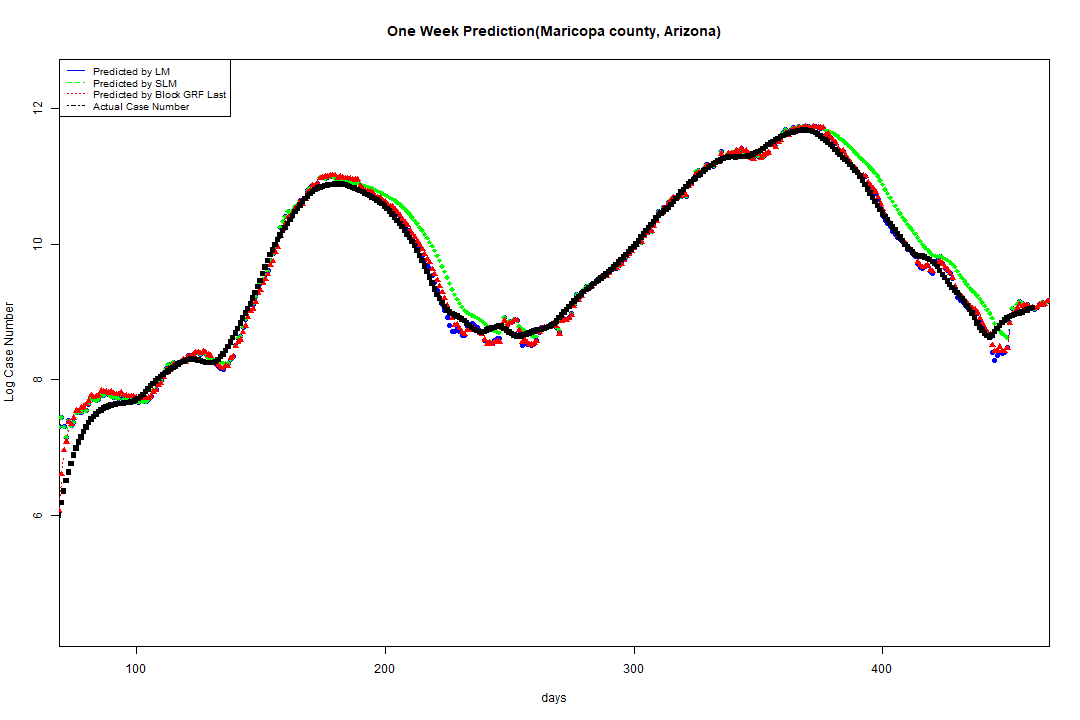 One Week Prediction(Maricopa county, Arizona)
Predicted by LM
Predicted by SLM
Predicted by Block GRF Last
Actual Case Number
12
10
8
6
Log Case Number
100 200 300 400
days